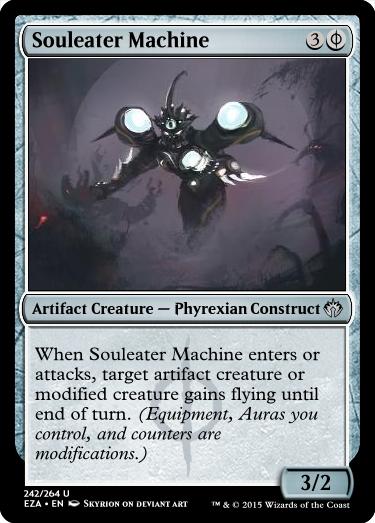 Souleater Machine 3
Artifact Creature — Phyrexian Construct
When Souleater Machine enters or
attacks, target artifact creature or
modified creature gains flying until
end of turn. (Equipment, Auras you
control, and counters are
modifications.)
3/2
242/264 U
EZA • EN SKYRION ON DEVIANT ART
™ & © 2015 Wizards of the Coast